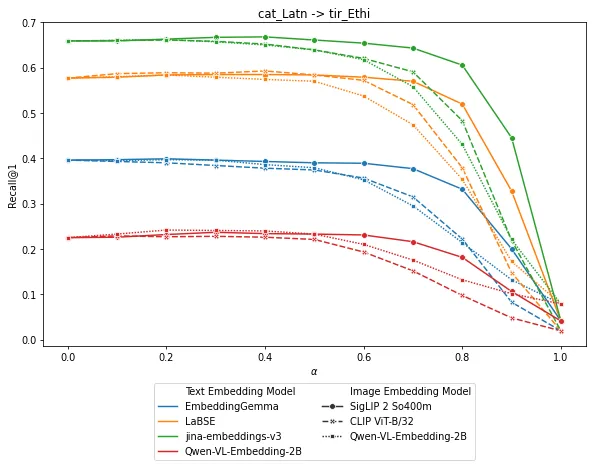 cat_Latn -> tir_Ethi
Recall@1
0.7
0.6
0.5
0.4
0.3
0.2
0.1
0.0
0.0 0.2 0.4 0.6 0.8 1.0
α
Text Embedding Model
EmbeddingGemma
LaBSE
jina-embeddings-v3
Qwen-VL-Embedding-2B
Image Embedding Model
SigLIP 2 So400m
CLIP ViT-B/32
Qwen-VL-Embedding-2B